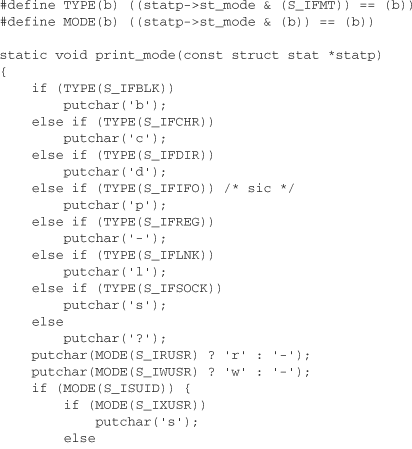 #define TYPE(b) ((statp->st_mode & (S_IFMT)) == (b))
#define MODE(b) ((statp->st_mode & (b)) == (b))
static void print_mode(const struct stat *statp)
{
    if (TYPE(S_IFBLK))
        putchar('b');
    else if (TYPE(S_IFCHR))
        putchar('c');
    else if (TYPE(S_IFDIR))
        putchar('d');
    else if (TYPE(S_IFIFO)) /* sic */
        putchar('p');
    else if (TYPE(S_IFREG))
        putchar('-');
    else if (TYPE(S_IFLNK))
        putchar('l');
    else if (TYPE(S_IFSOCK))
        putchar('s');
    else
        putchar('?');
    putchar(MODE(S_IRUSR) ? 'r' : '-');
    putchar(MODE(S_IWUSR) ? 'w' : '-');
    if (MODE(S_ISUID)) {
        if (MODE(S_IXUSR))
            putchar('s');
        else